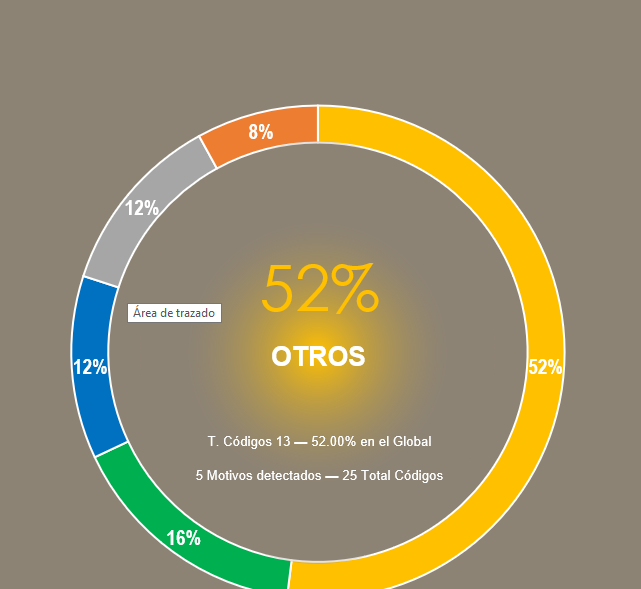 8%
12%
52%
Área de trazado
OTROS
12%
52%
T. Códigos 13 — 52.00% en el Global
5 Motivos detectados — 25 Total Códigos
16%